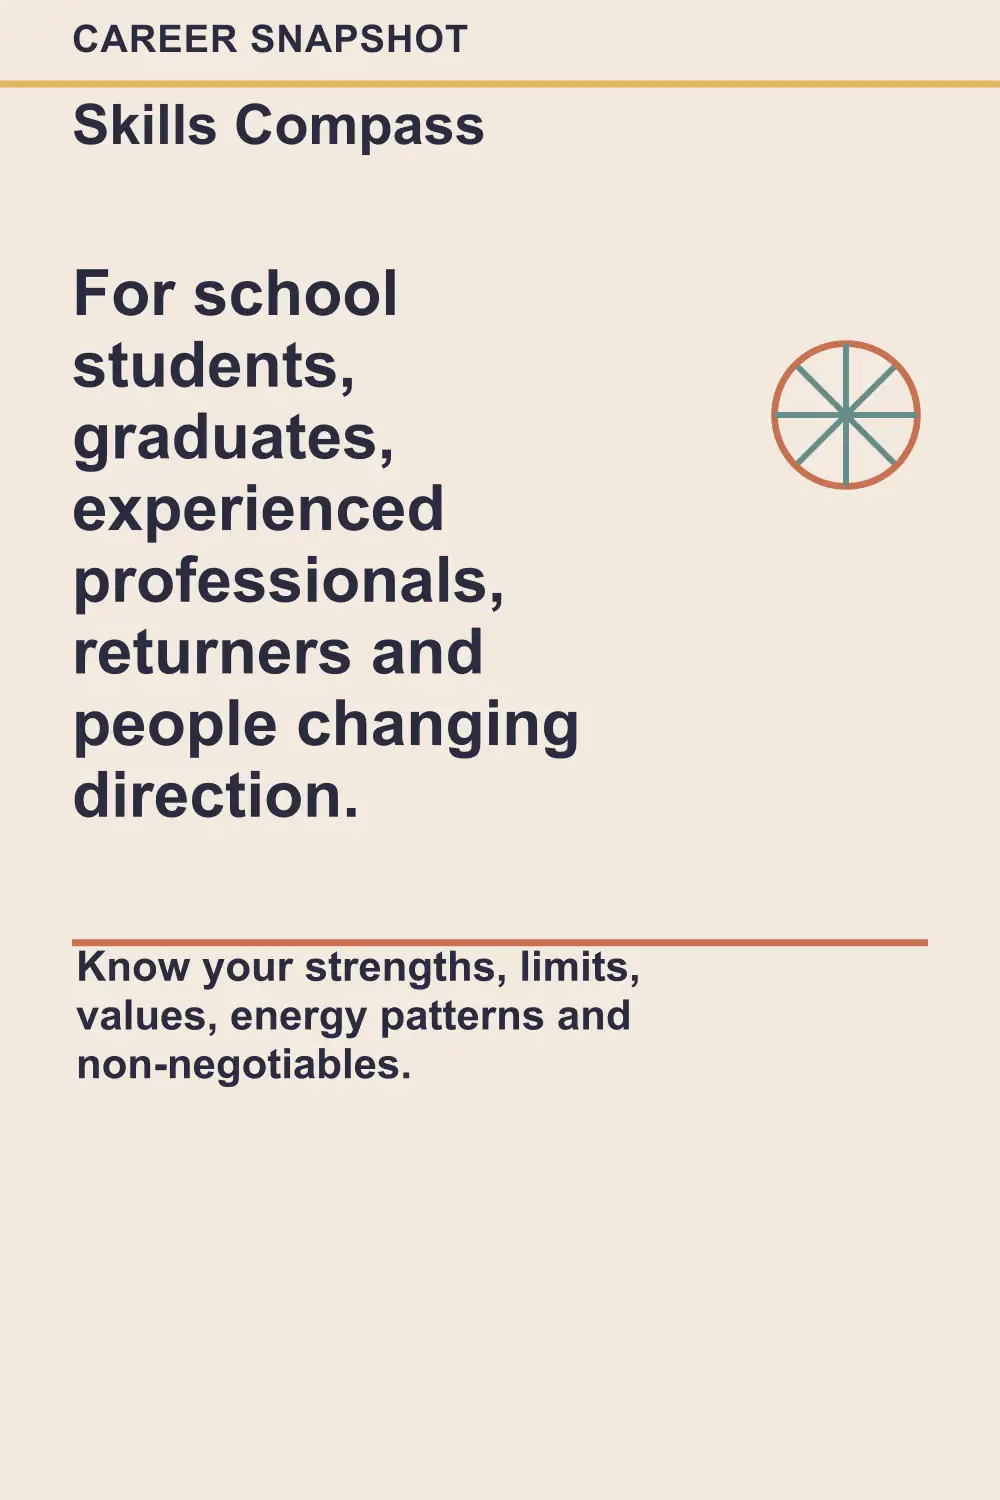 CAREER SNAPSHOT
Skills Compass
For school
students,
graduates,
experienced
professionals,
returners and
people changing
direction.
Know your strengths, limits,
values, energy patterns and
non-negotiables.